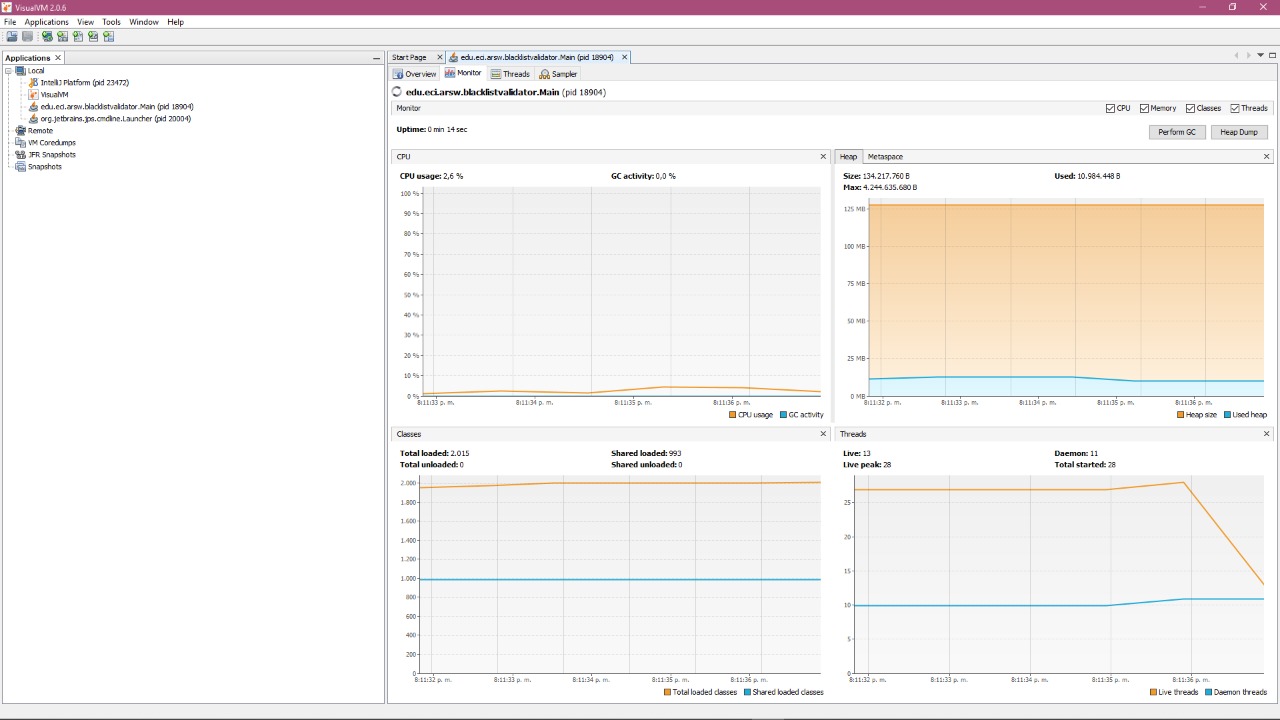 VisualVM 2.0.6
File Applications View Tools Window Help
Applications
Local
IntelliJ Platform (pid 23472)
VisualVM
edu.eci.arsw.blacklistvalidator.Main (pid 18904)
org.jetbrains.jps.cmdline.Launcher (pid 20004)
Remote
VM Coredumps
JFR Snapshots
Snapshots
Start Page edu.eci.arsw.blacklistvalidator.Main (pid 18904)
Overview Monitor Threads Sampler
edu.eci.arsw.blacklistvalidator.Main (pid 18904)
Monitor CPU Memory Classes Threads
Uptime: 0 min 14 sec Perform GC Heap Dump
CPU
CPU usage: 2,6 % GC activity: 0,0 %
100 %
90 %
80 %
70 %
60 %
50 %
40 %
30 %
20 %
10 %
0 %
8:11:33 p. m. 8:11:34 p. m. 8:11:35 p. m. 8:11:36 p. m.
CPU usage GC activity
Heap Metaspace
Size: 134.217.760 B Used: 10.984.448 B
Max: 4.244.635.680 B
125 MB
100 MB
75 MB
50 MB
25 MB
0 MB
8:11:32 p. m. 8:11:33 p. m. 8:11:34 p. m. 8:11:35 p. m. 8:11:36 p. m.
Heap size Used heap
Classes
Total loaded: 2.015 Shared loaded: 993
Total unloaded: 0 Shared unloaded: 0
2.000
1.800
1.600
1.400
1.200
1.000
800
600
400
200
0
8:11:32 p. m. 8:11:33 p. m. 8:11:34 p. m. 8:11:35 p. m. 8:11:36 p. m.
Total loaded classes Shared loaded classes
Threads
Live: 13 Daemon: 11
Live peak: 28 Total started: 28
25
20
15
10
5
0
8:11:32 p. m. 8:11:33 p. m. 8:11:34 p. m. 8:11:35 p. m. 8:11:36 p. m.
Live threads Daemon threads